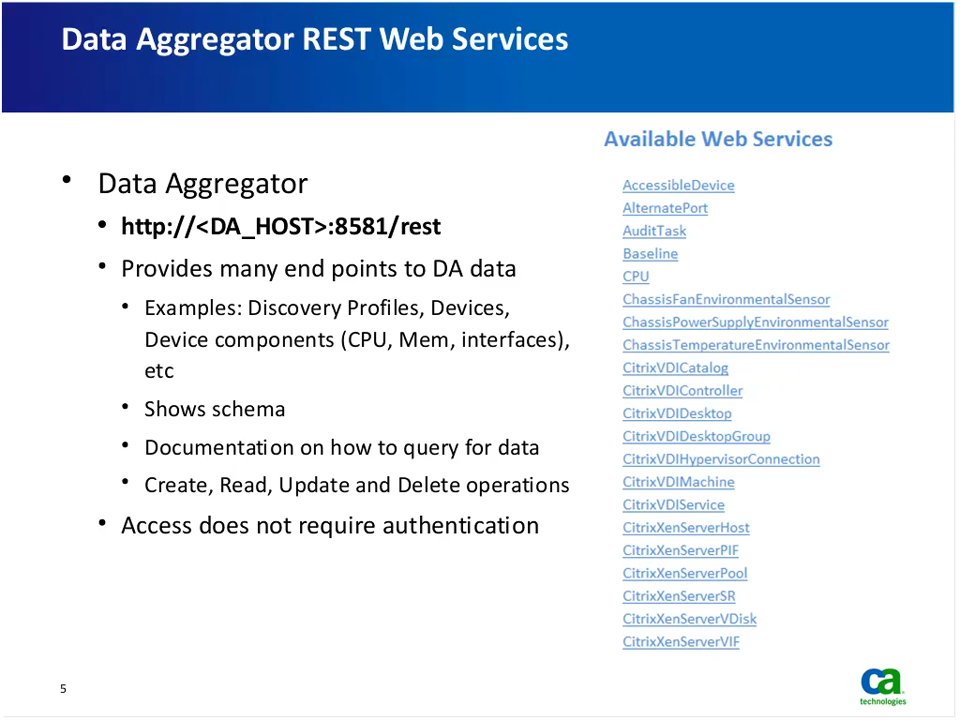 Data Aggregator REST Web Services
• Data Aggregator
• http://<DA_HOST>:8581/rest
• Provides many end points to DA data
• Examples: Discovery Profiles, Devices,
Device components (CPU, Mem, interfaces),
etc
• Shows schema
• Documentation on how to query for data
• Create, Read, Update and Delete operations
• Access does not require authentication
Available Web Services
AccessibleDevice
AlternatePort
AuditTask
Baseline
CPU
ChassisFanEnvironmentalSensor
ChassisPowerSupplyEnvironmentalSensor
ChassisTemperatureEnvironmentalSensor
CitrixVDICatalog
CitrixVDIController
CitrixVDIDesktop
CitrixVDIDesktopGroup
CitrixVDIHypervisorConnection
CitrixVDIMachine
CitrixVDIService
CitrixXenServerHost
CitrixXenServerPIF
CitrixXenServerPool
CitrixXenServerSR
CitrixXenServerVDisk
CitrixXenServerVIF
5
ca
technologies